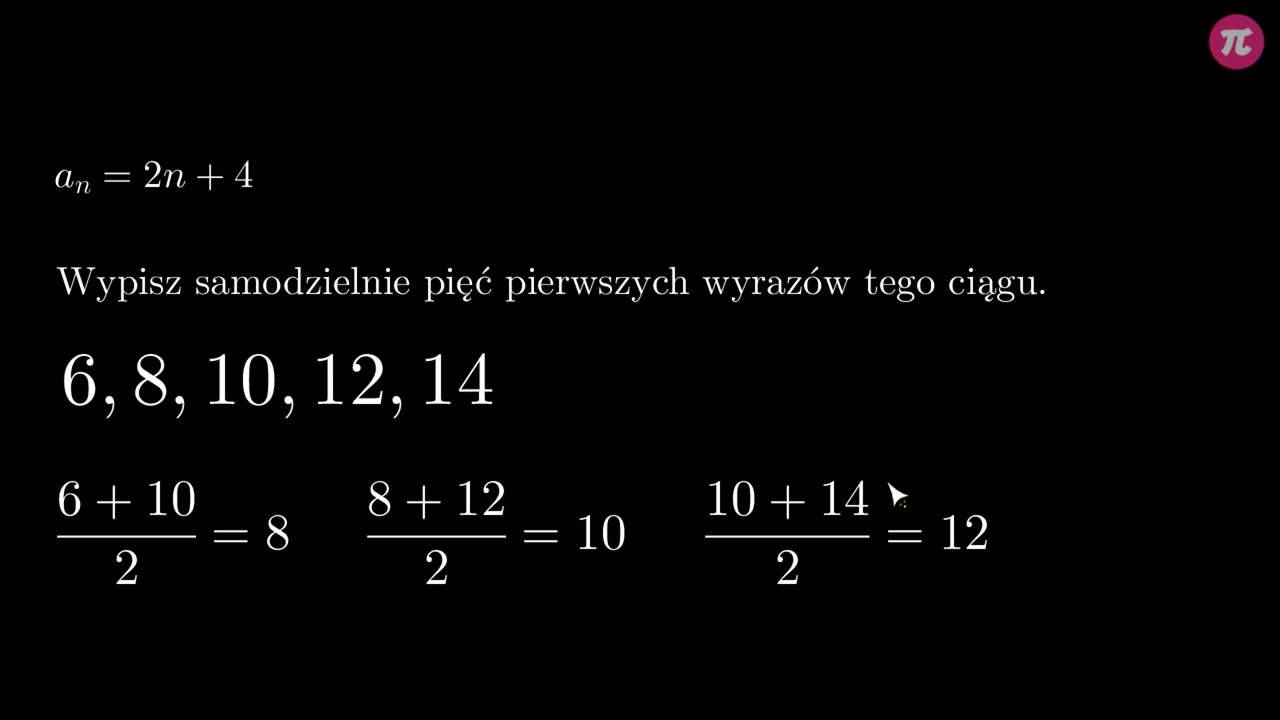 π
aₙ = 2n + 4
Wypisz samodzielnie pięć pierwszych wyrazów tego ciągu.
6, 8, 10, 12, 14
(6 + 10)/2 = 8 (8 + 12)/2 = 10 (10 + 14)/2 = 12